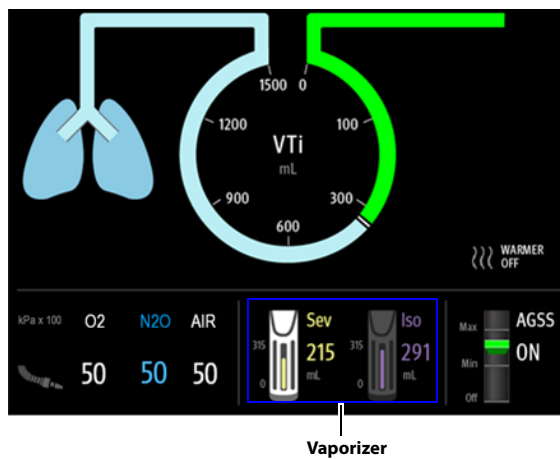 1500 0
1200
100
VTi
mL
900
300
600
WARMER
OFF
kPa x 100
O2
N2O
AIR
50
50
50
Sev
315
215
mL
0
Iso
315
291
mL
0
Max
Min
Off
AGSS
ON
Vaporizer